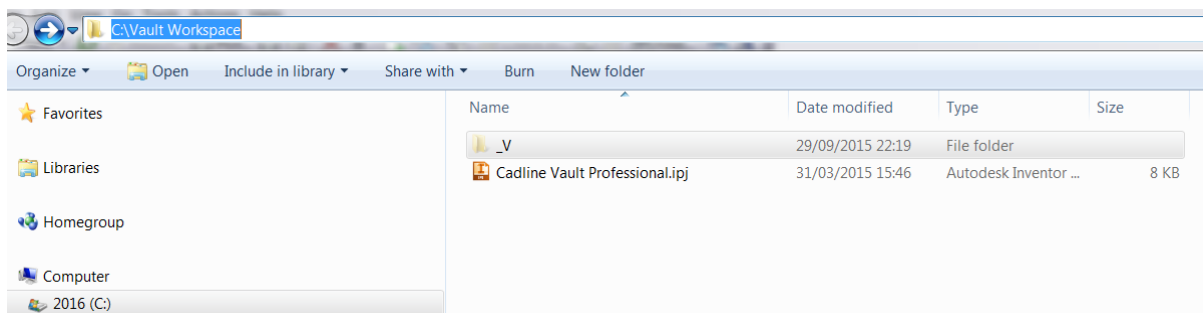 C:\Vault Workspace
Organize Open Include in library Share with Burn New folder
Favorites
Libraries
Homegroup
Computer
2016 (C:)
Name Date modified Type Size
_V 29/09/2015 22:19 File folder
Cadline Vault Professional.ipj 31/03/2015 15:46 Autodesk Inventor ... 8 KB